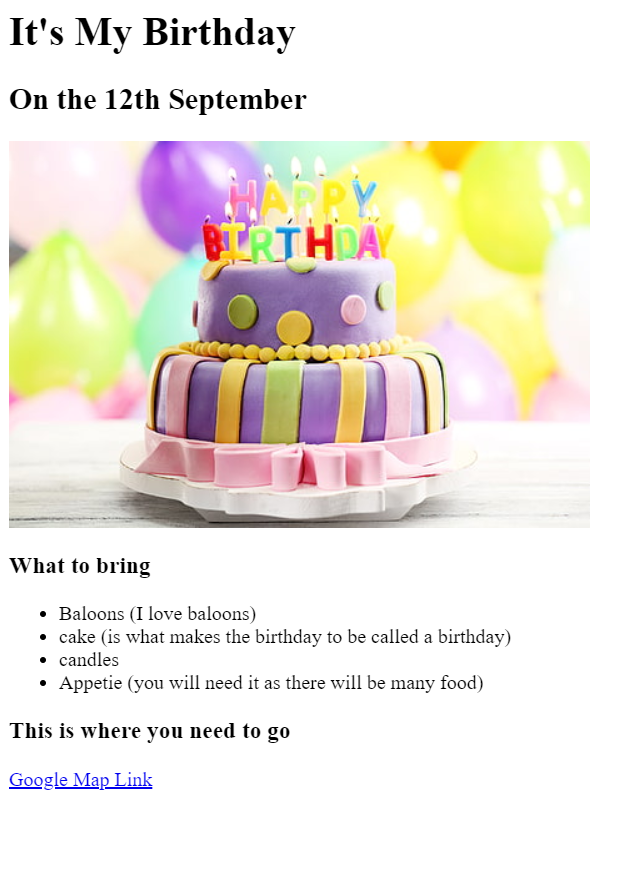 It's My Birthday
On the 12th September
HAPPY
BIRTHDAY
What to bring
Baloons (I love baloons)
cake (is what makes the birthday to be called a birthday)
candles
Appetie (you will need it as there will be many food)
This is where you need to go
Google Map Link